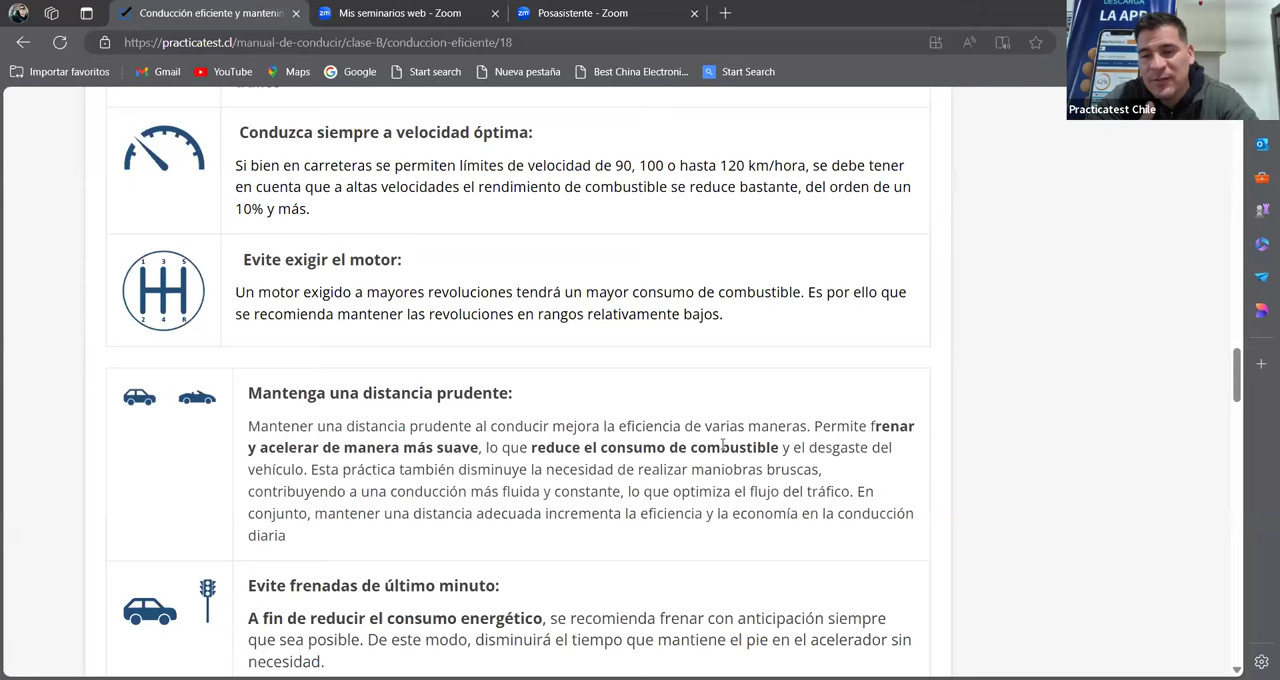 Conducción eficiente y mantenim
Mis seminarios web - Zoom
Posasistente - Zoom
https://practicatest.cl/manual-de-conducir/clase-B/conduccion-eficiente/18
Importar favoritos
Gmail
YouTube
Maps
Google
Start search
Nueva pestaña
Best China Electroni...
Start Search
DESCARGA
LA APP
Practicatest Chile
Conduzca siempre a velocidad óptima:
Si bien en carreteras se permiten límites de velocidad de 90, 100 o hasta 120 km/hora, se debe tener
en cuenta que a altas velocidades el rendimiento de combustible se reduce bastante, del orden de un
10% y más.
1 3 5
2 4 R
Evite exigir el motor:
Un motor exigido a mayores revoluciones tendrá un mayor consumo de combustible. Es por ello que
se recomienda mantener las revoluciones en rangos relativamente bajos.
Mantenga una distancia prudente:
Mantener una distancia prudente al conducir mejora la eficiencia de varias maneras. Permite frenar
y acelerar de manera más suave, lo que reduce el consumo de combustible y el desgaste del
vehículo. Esta práctica también disminuye la necesidad de realizar maniobras bruscas,
contribuyendo a una conducción más fluida y constante, lo que optimiza el flujo del tráfico. En
conjunto, mantener una distancia adecuada incrementa la eficiencia y la economía en la conducción
diaria
Evite frenadas de último minuto:
A fin de reducir el consumo energético, se recomienda frenar con anticipación siempre
que sea posible. De este modo, disminuirá el tiempo que mantiene el pie en el acelerador sin
necesidad.